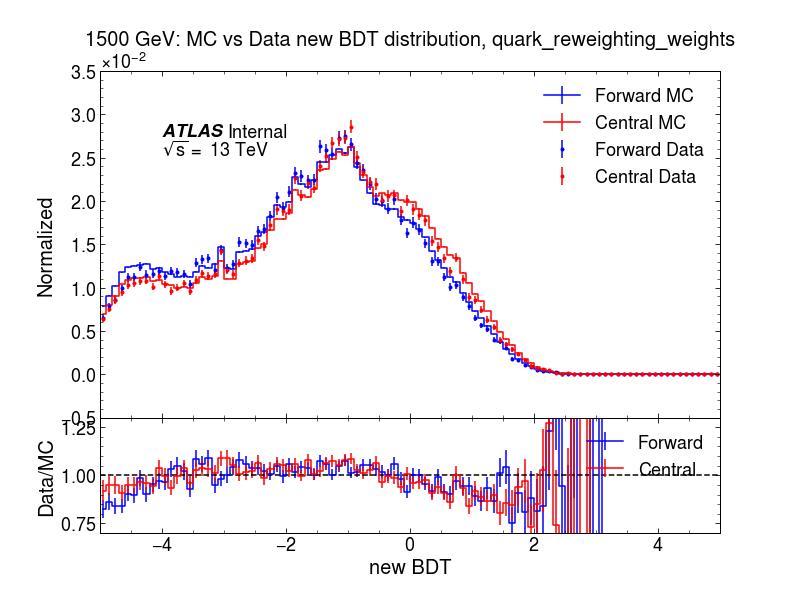 1500 GeV: MC vs Data new BDT distribution, quark_reweighting_weights
×10⁻²
3.5
3.0
2.5
2.0
1.5
1.0
0.5
0.0
Normalized
ATLAS Internal
√s = 13 TeV
Forward MC
Central MC
Forward Data
Central Data
1.25
1.00
0.75
Data/MC
Forward
Central
−4
−2
0
2
4
new BDT